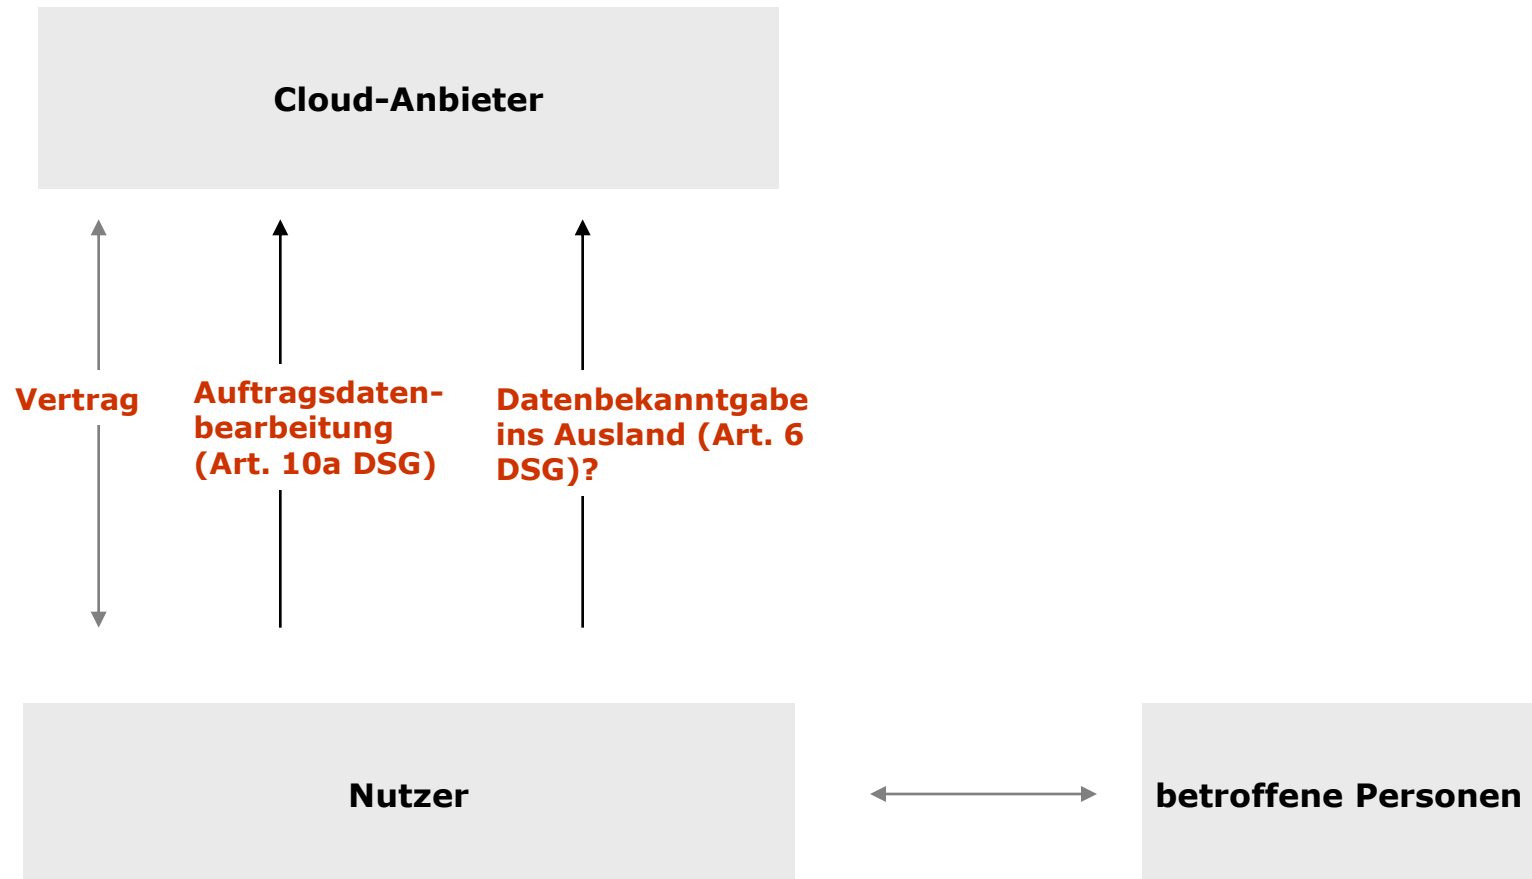 Cloud-Anbieter
Vertrag
Auftragsdaten-
bearbeitung
(Art. 10a DSG)
Datenbekanntgabe
ins Ausland (Art. 6
DSG)?
Nutzer
betroffene Personen